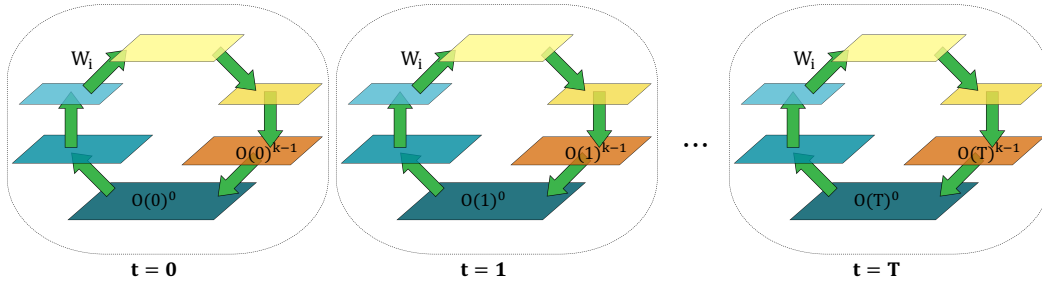 W_i
O(0)^{k-1}
O(0)^0
t = 0
W_i
O(1)^{k-1}
O(1)^0
t = 1
...
W_i
O(T)^{k-1}
O(T)^0
t = T